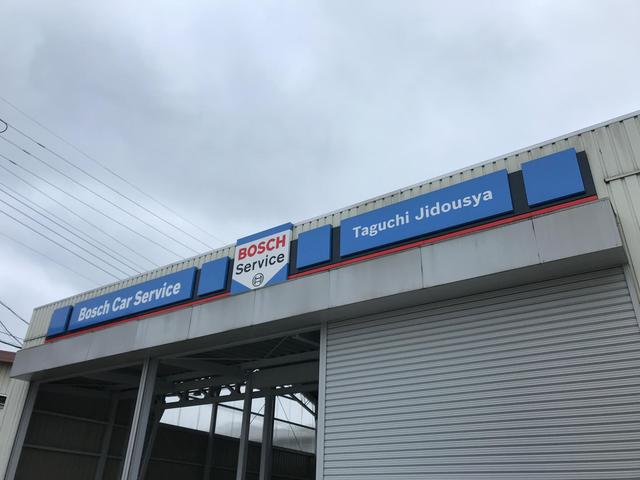 Bosch Car Service
BOSCH
Service
Taguchi Jidousya